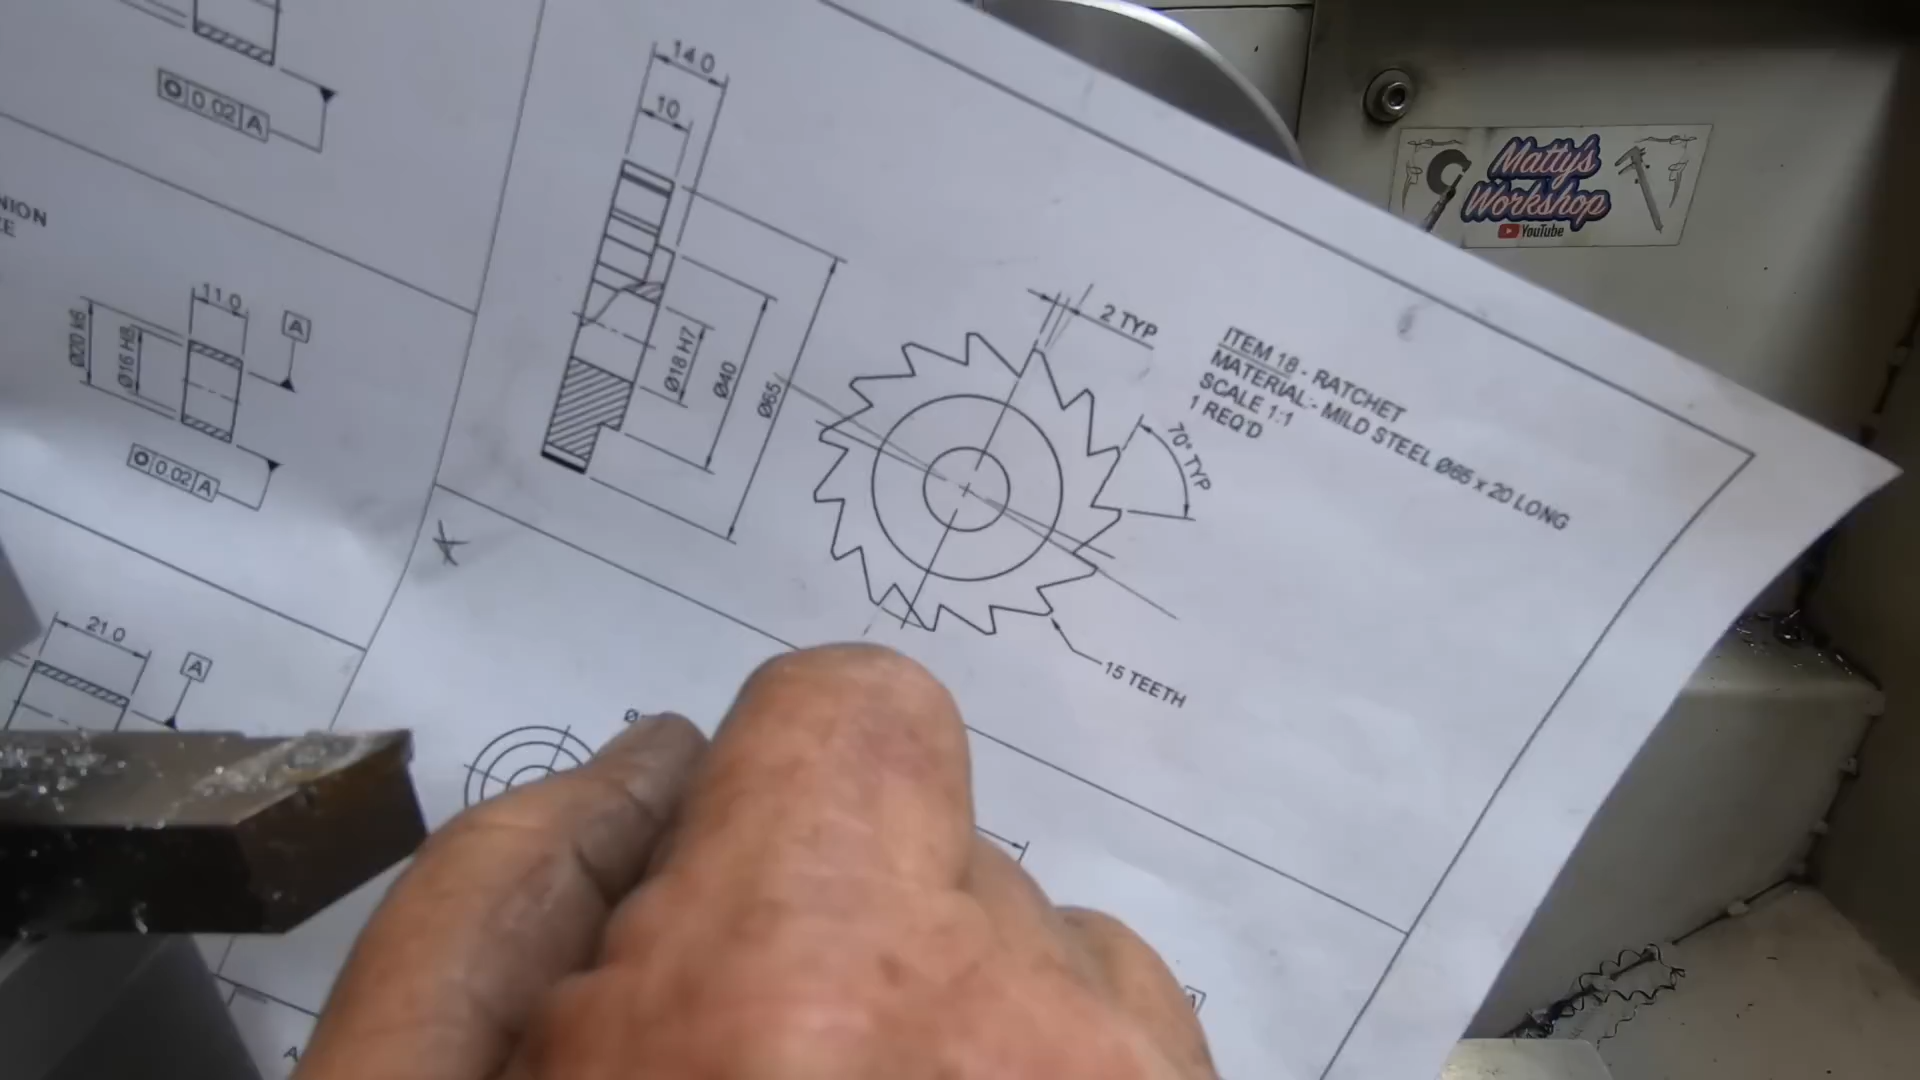 0.02 A
NION
11.0
A
Ø20 k6
Ø16 H8
0.02 A
21.0
A
14.0
10
Ø18 H7
Ø40
Ø65
2 TYP
70° TYP
15 TEETH
ITEM 18 - RATCHET
MATERIAL:- MILD STEEL Ø65 x 20 LONG
SCALE 1:1
1 REQ'D
Matty's
Workshop
YouTube